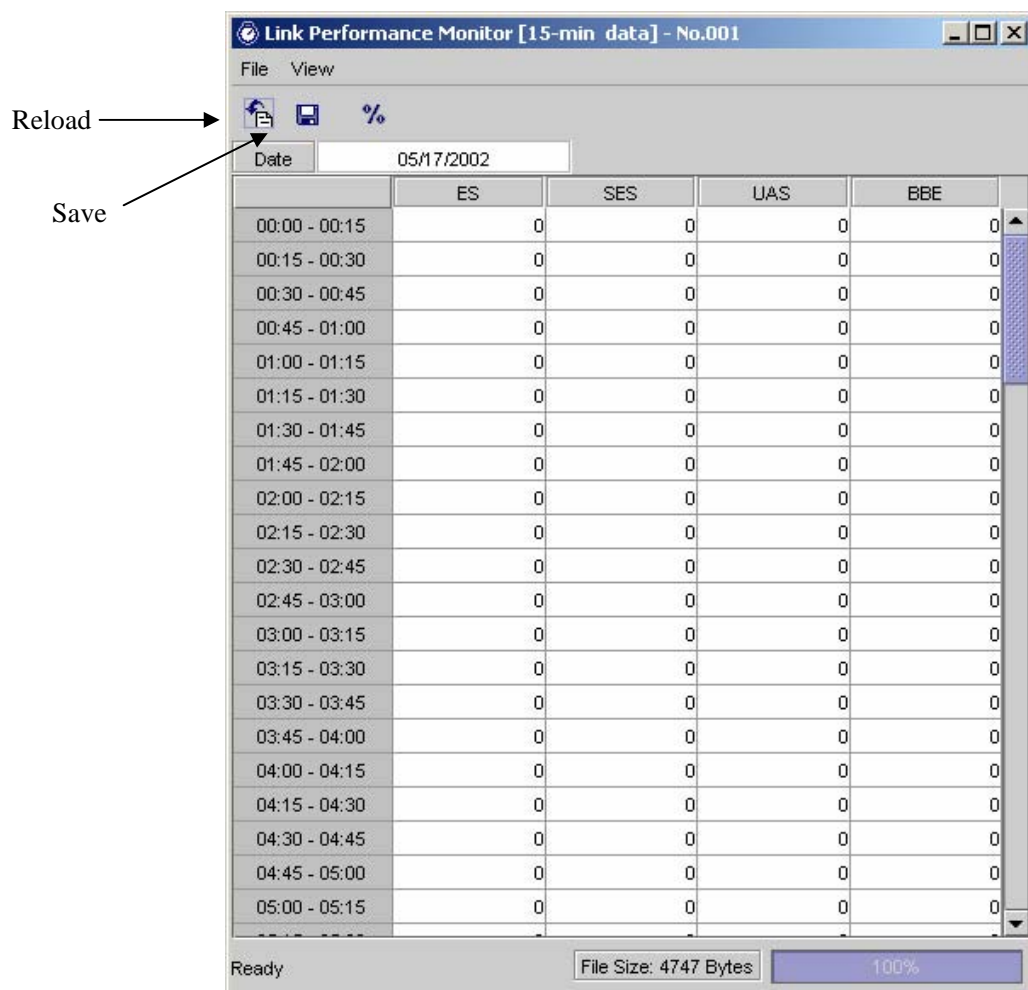 Link Performance Monitor [15-min data] - No.001
File View
Reload
%
Date 05/17/2002
Save
ES SES UAS BBE
00:00 - 00:15 0 0 0 0
00:15 - 00:30 0 0 0 0
00:30 - 00:45 0 0 0 0
00:45 - 01:00 0 0 0 0
01:00 - 01:15 0 0 0 0
01:15 - 01:30 0 0 0 0
01:30 - 01:45 0 0 0 0
01:45 - 02:00 0 0 0 0
02:00 - 02:15 0 0 0 0
02:15 - 02:30 0 0 0 0
02:30 - 02:45 0 0 0 0
02:45 - 03:00 0 0 0 0
03:00 - 03:15 0 0 0 0
03:15 - 03:30 0 0 0 0
03:30 - 03:45 0 0 0 0
03:45 - 04:00 0 0 0 0
04:00 - 04:15 0 0 0 0
04:15 - 04:30 0 0 0 0
04:30 - 04:45 0 0 0 0
04:45 - 05:00 0 0 0 0
05:00 - 05:15 0 0 0 0
Ready File Size: 4747 Bytes 100%